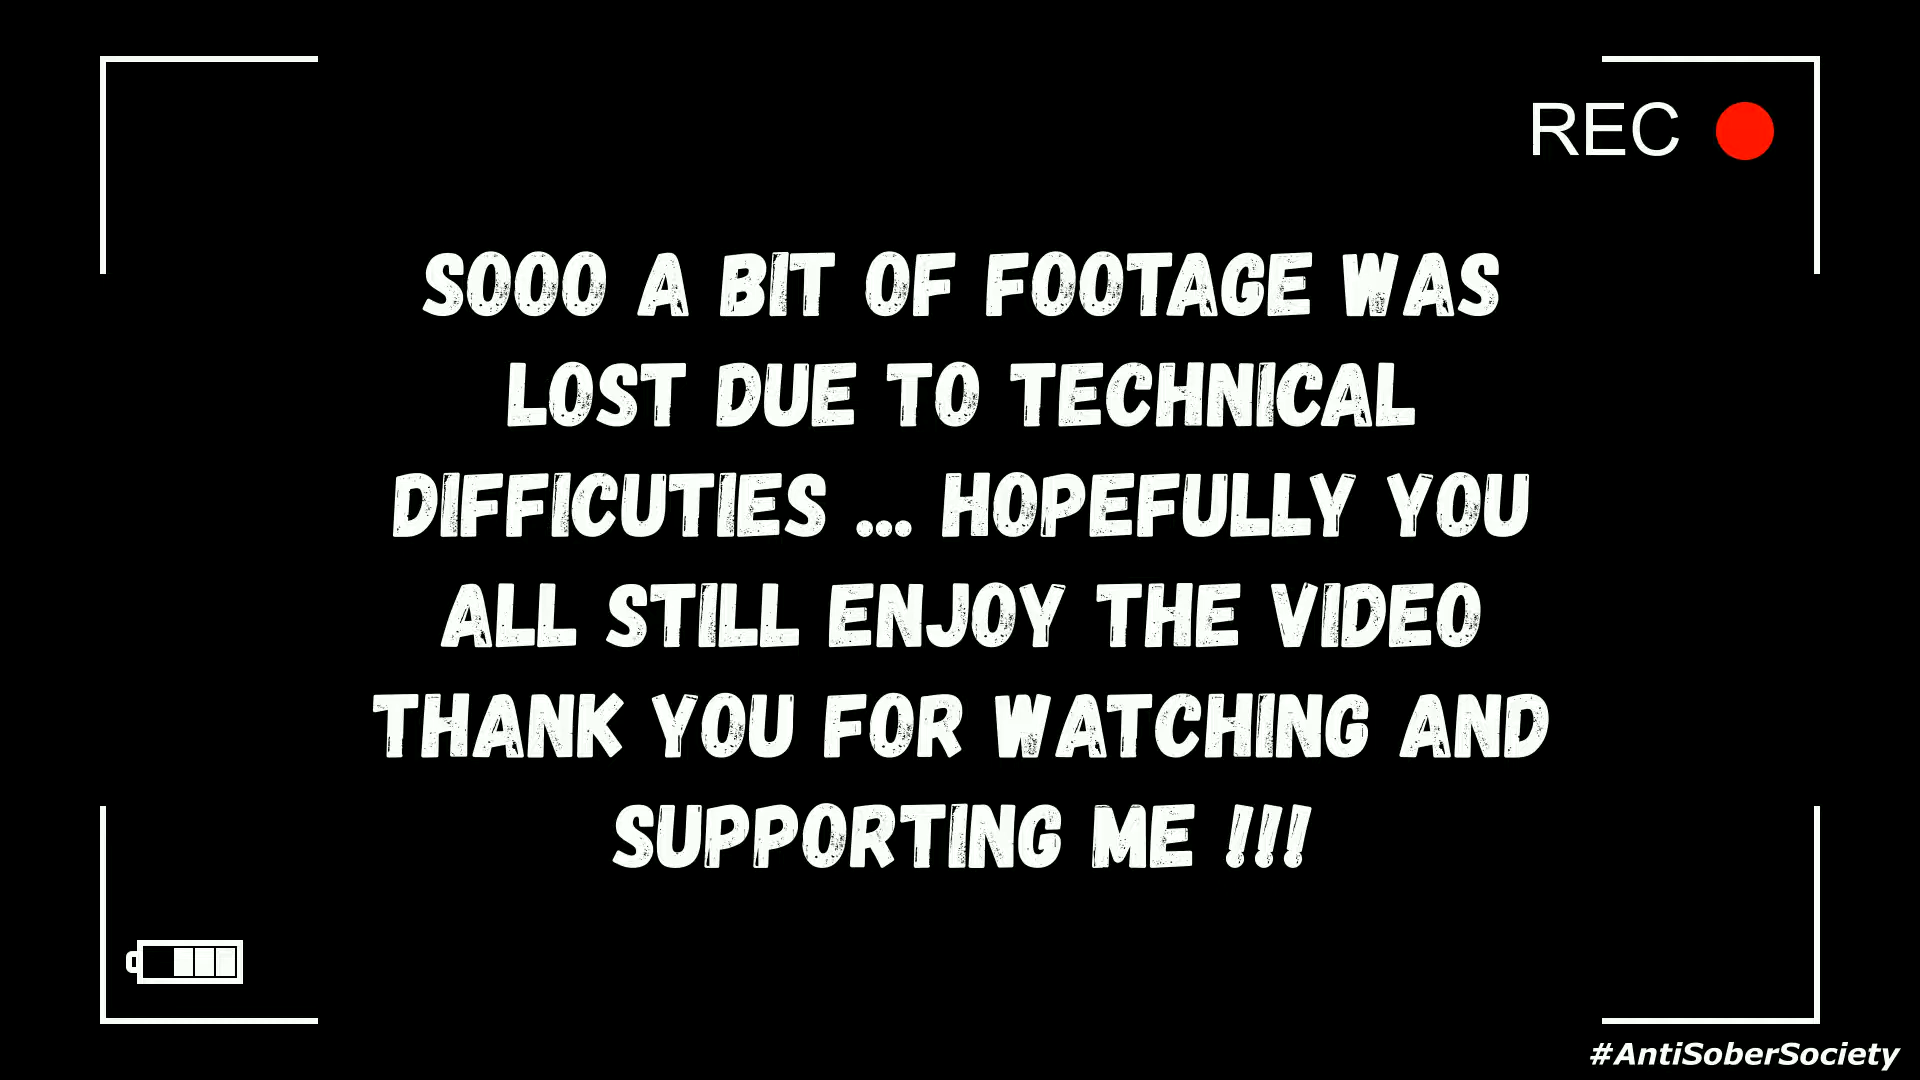 REC
SOOO A BIT OF FOOTAGE WAS
LOST DUE TO TECHNICAL
DIFFICUTIES ... HOPEFULLY YOU
ALL STILL ENJOY THE VIDEO
THANK YOU FOR WATCHING AND
SUPPORTING ME !!!
#AntiSoberSociety